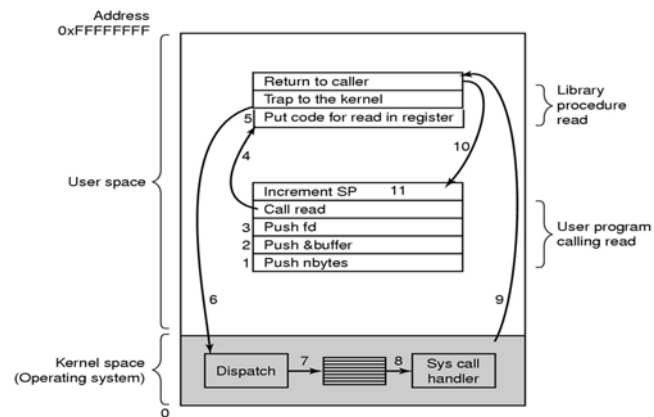 Address
0xFFFFFFFF
Return to caller
Trap to the kernel
5 Put code for read in register
Library
procedure
read
4
10
User space
Increment SP 11
Call read
3 Push fd
2 Push &buffer
1 Push nbytes
User program
calling read
6
9
Kernel space
(Operating system)
Dispatch
7
8
Sys call
handler
0